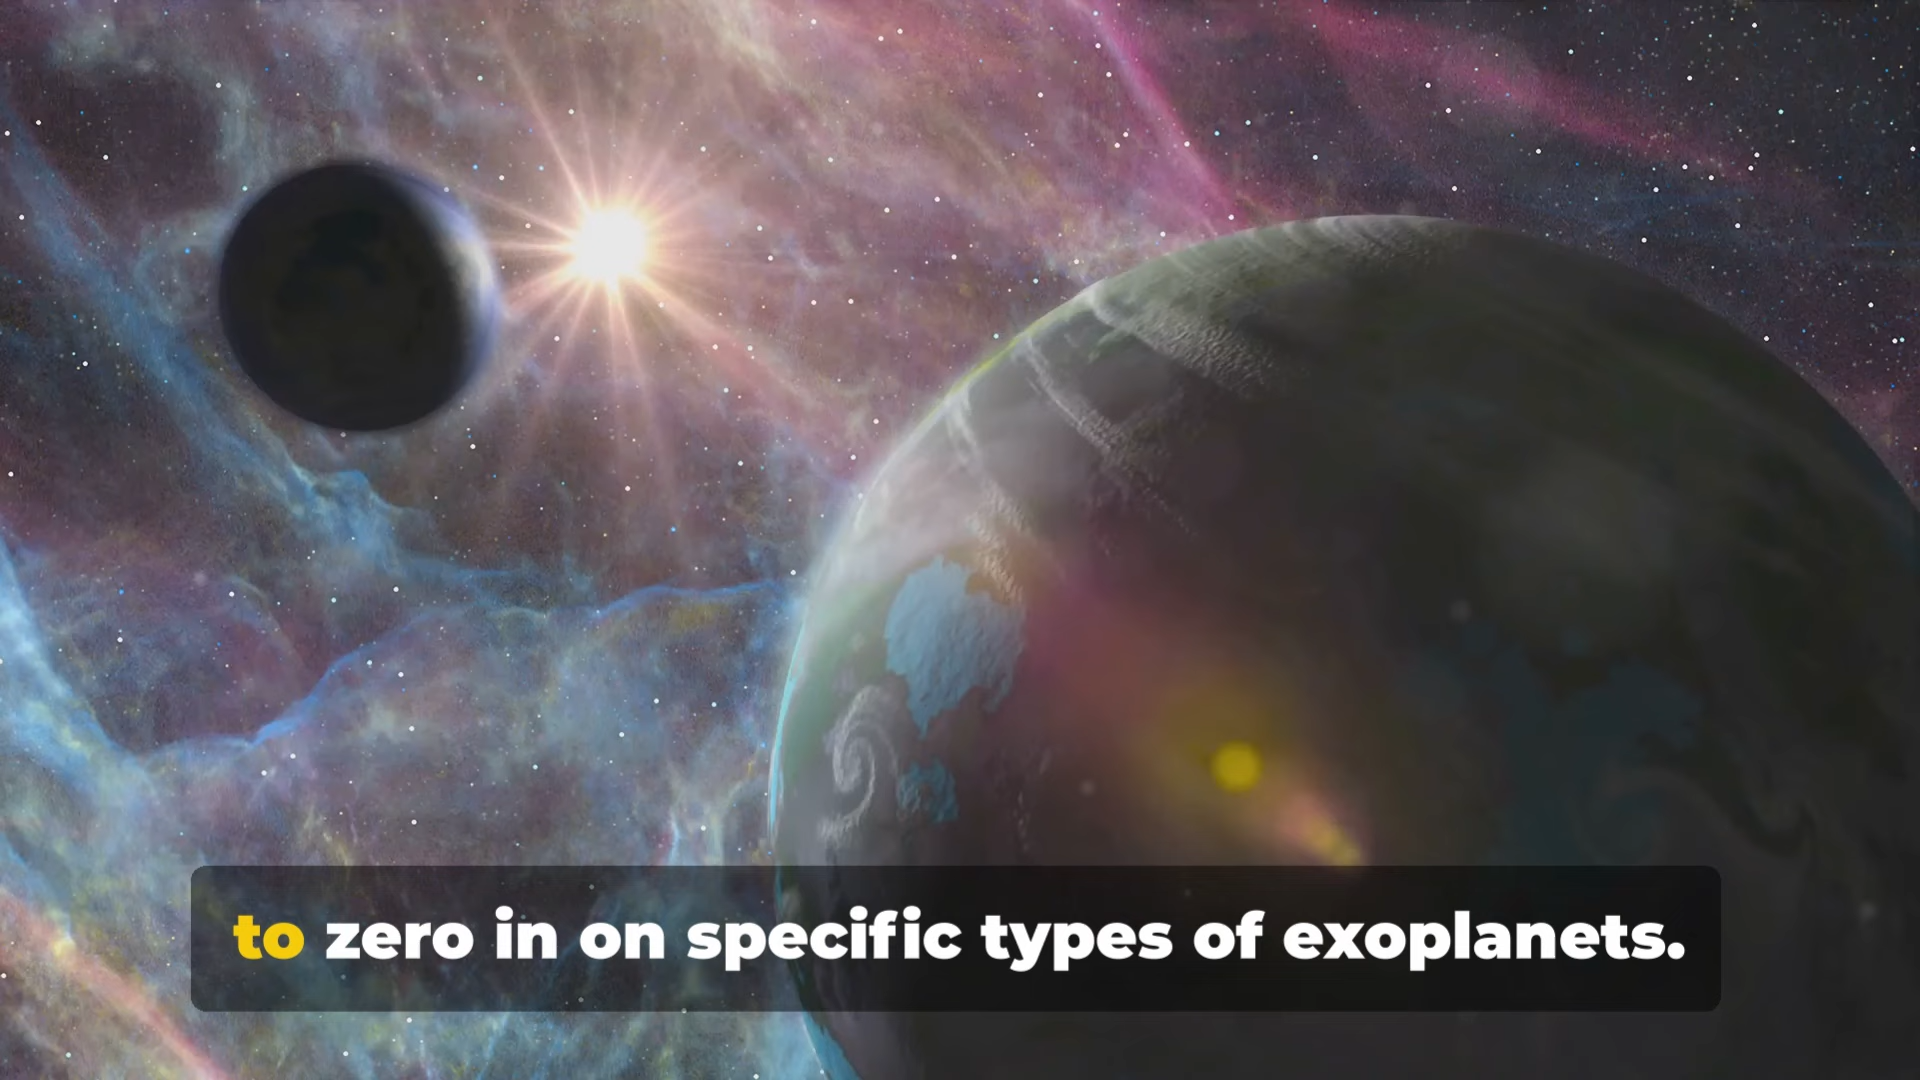 to zero in on specific types of exoplanets.